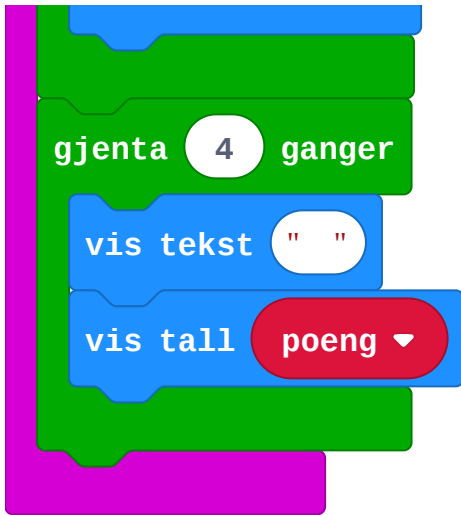 gjenta 4 ganger
vis tekst "  "
vis tall poeng